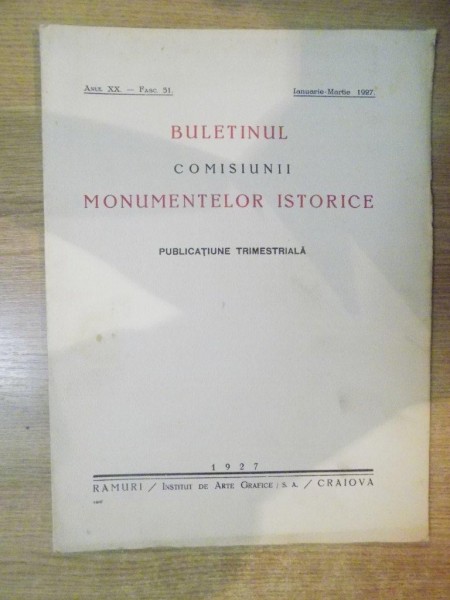 Anul XX. — Fasc. 51. Ianuarie-Martie 1927.
BULETINUL
COMISIUNII
MONUMENTELOR ISTORICE
PUBLICAȚIUNE TRIMESTRIALĂ
1927
RAMURI / Institut de Arte Grafice : S. A. / CRAIOVA